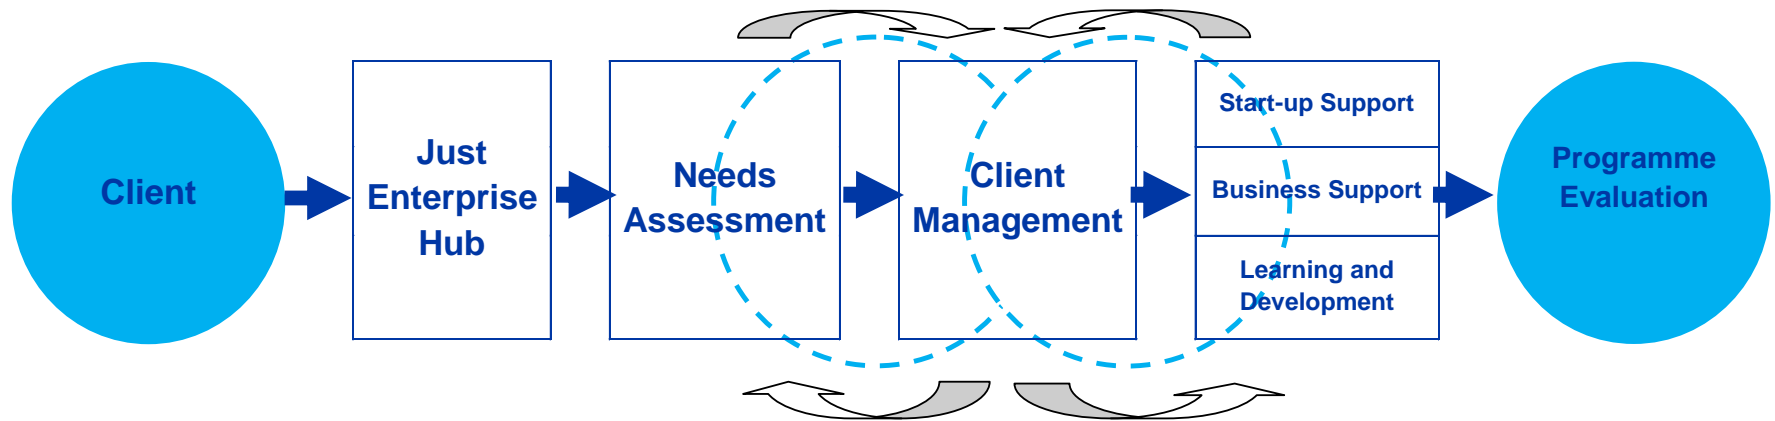 Client
Just
Enterprise
Hub
Needs
Assessment
Client
Management
Start-up Support
Business Support
Learning and
Development
Programme
Evaluation